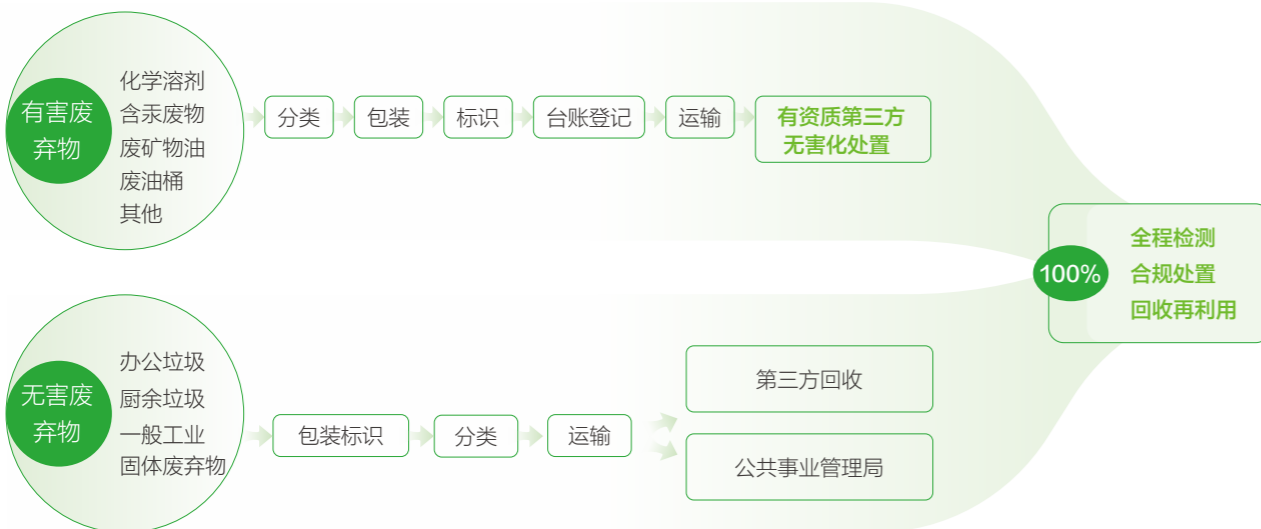 有害废
弃物
化学溶剂
含汞废物
废矿物油
废油桶
其他
分类
包装
标识
台账登记
运输
有资质第三方
无害化处置
无害废
弃物
办公垃圾
厨余垃圾
一般工业
固体废弃物
包装标识
分类
运输
第三方回收
公共事业管理局
100%
全程检测
合规处置
回收再利用